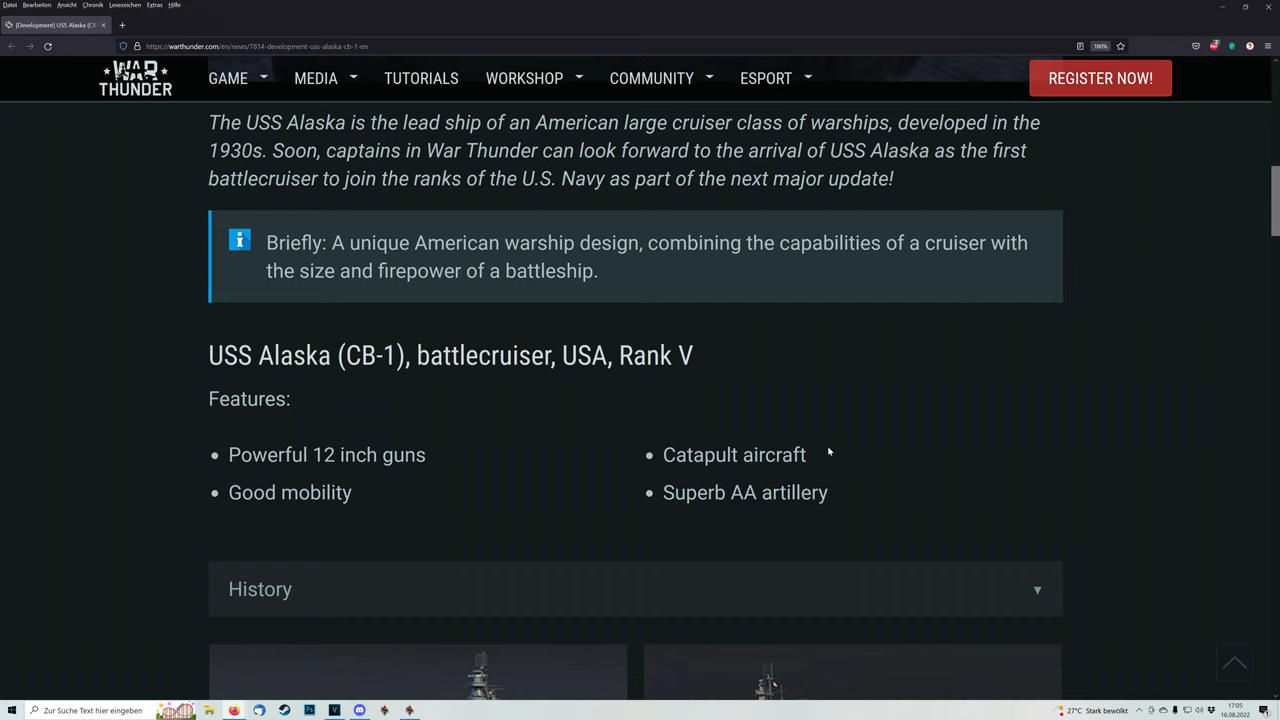 Datei Bearbeiten Ansicht Chronik Lesezeichen Extras Hilfe
[Development] USS Alaska (C
https://warthunder.com/en/news/7814-development-uss-alaska-cb-1-en
180%
WAR THUNDER
GAME MEDIA TUTORIALS WORKSHOP COMMUNITY ESPORT REGISTER NOW!
The USS Alaska is the lead ship of an American large cruiser class of warships, developed in the
1930s. Soon, captains in War Thunder can look forward to the arrival of USS Alaska as the first
battlecruiser to join the ranks of the U.S. Navy as part of the next major update!
Briefly: A unique American warship design, combining the capabilities of a cruiser with
the size and firepower of a battleship.
USS Alaska (CB-1), battlecruiser, USA, Rank V
Features:
• Powerful 12 inch guns
• Good mobility
• Catapult aircraft
• Superb AA artillery
History
Zur Suche Text hier eingeben
27°C Stark bewölkt
17:05
16.08.2022